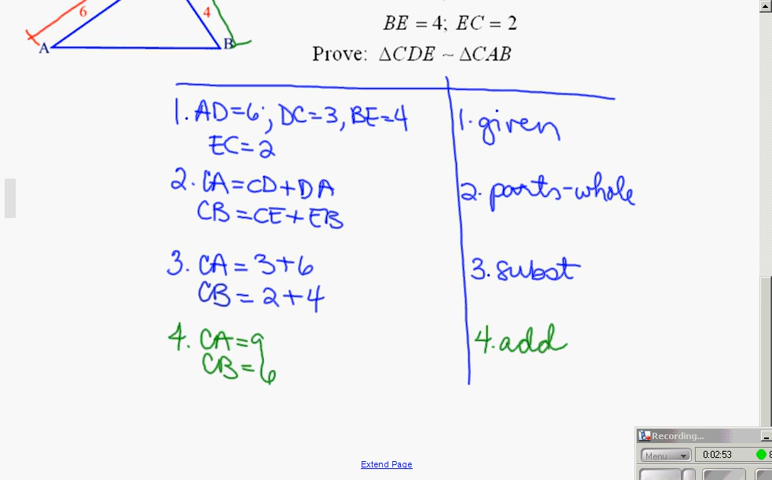 6
4
A
B
BE = 4; EC = 2
Prove: ΔCDE ~ ΔCAB
1. AD=6; DC=3, BE=4
EC=2
1. given
2. CA=CD+DA
CB=CE+EB
2. parts-whole
3. CA=3+6
CB=2+4
3. subst
4. CA=9
CB=6
4. add
Extend Page
Recording...
Menu
0:02:53